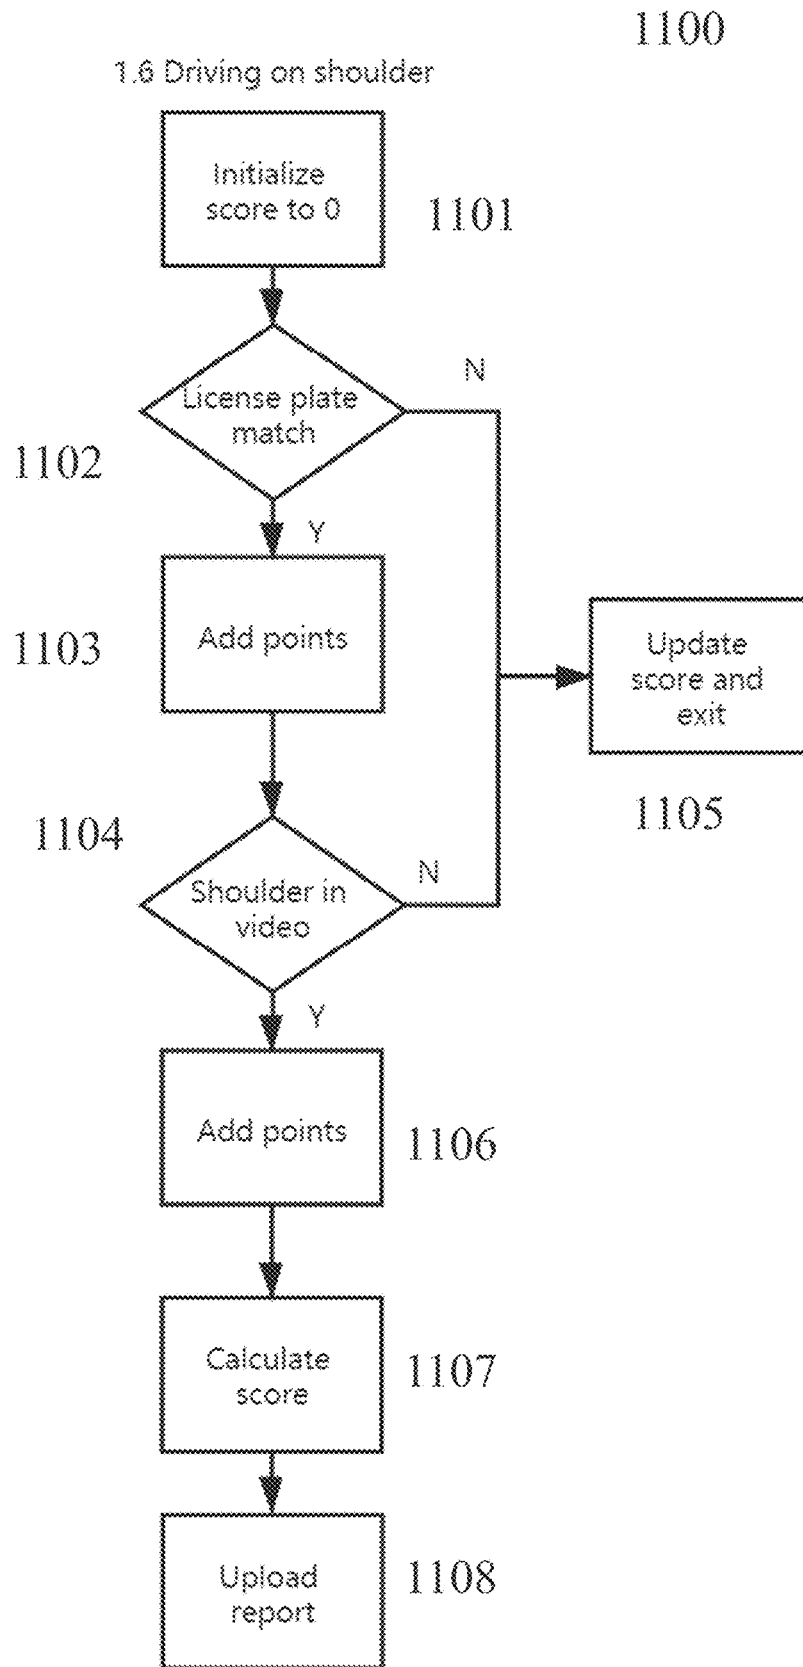 1100
1.6 Driving on shoulder
Initialize
score to 0
1101
License plate
match
N
1102
Y
Add points
1103
Update
score and
exit
1105
1104
Shoulder in
video
N
Y
Add points
1106
Calculate
score
1107
Upload
report
1108